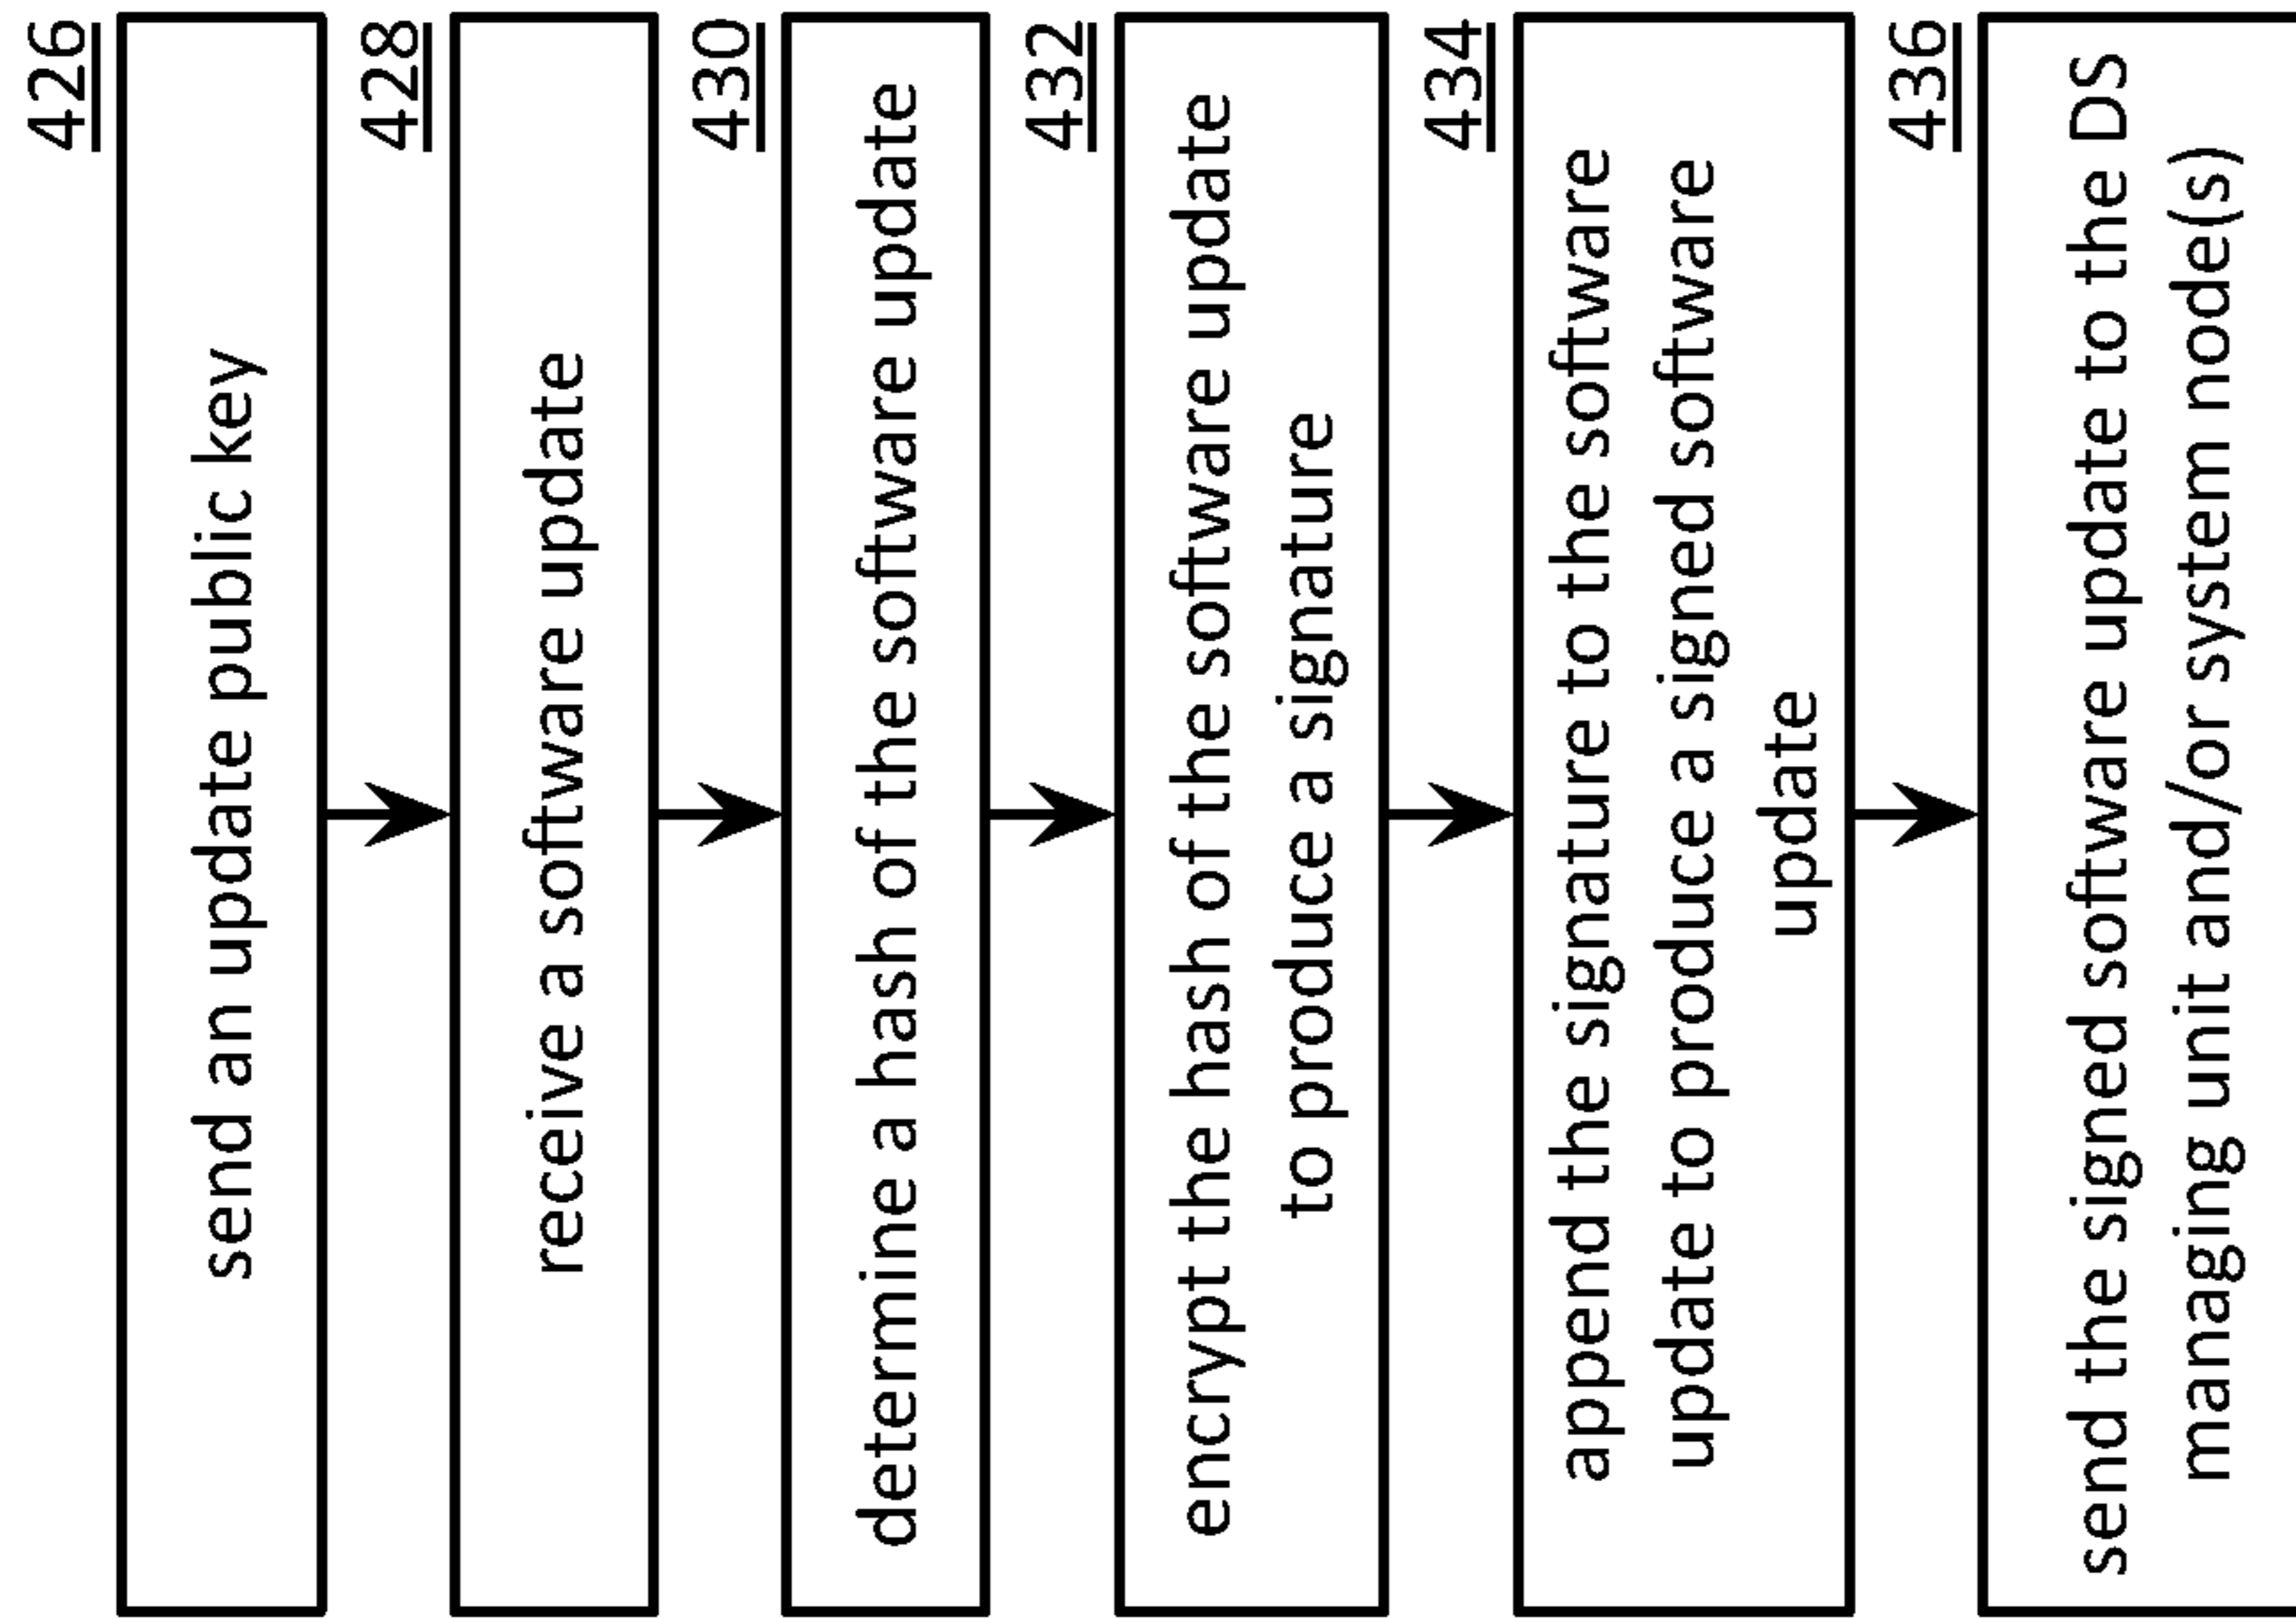 426
send an update public key
428
receive a software update
430
determine a hash of the software update
432
encrypt the hash of the software update
to produce a signature
434
append the signature to the software
update to produce a signed software
update
436
send the signed software update to the DS
managing unit and/or system node(s)